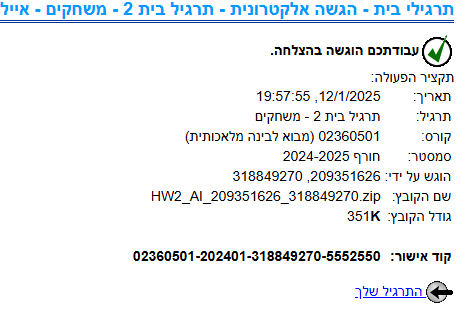 תרגילי בית - הגשה אלקטרונית - תרגיל בית 2 - משחקים - אייל
עבודתכם הוגשה בהצלחה.
תקציר הפעולה:
תאריך: 12/1/2025, 19:57:55
תרגיל: תרגיל בית 2 - משחקים
קורס: 02360501 (מבוא לבינה מלאכותית)
סמסטר: חורף 2024-2025
הוגש על ידי: 209351626, 318849270
שם הקובץ: HW2_AI_209351626_318849270.zip
גודל הקובץ: 351K
קוד אישור: 02360501-202401-318849270-5552550
התרגיל שלך